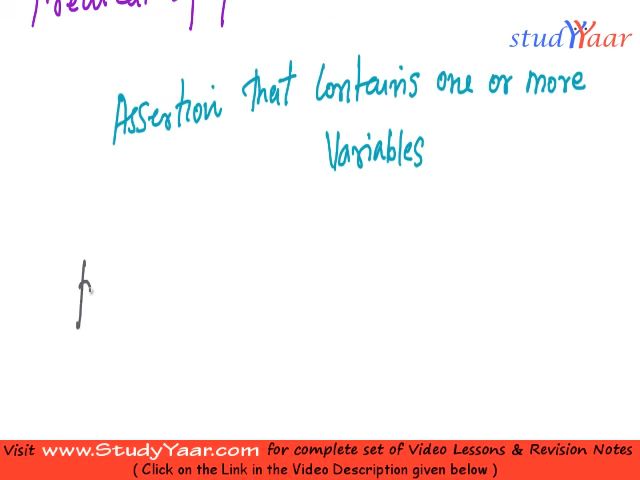 studYYaar
Assertion That Contains one or more
Variables
Visit www.StudyYaar.com for complete set of Video Lessons & Revision Notes
( Click on the Link in the Video Description given below )